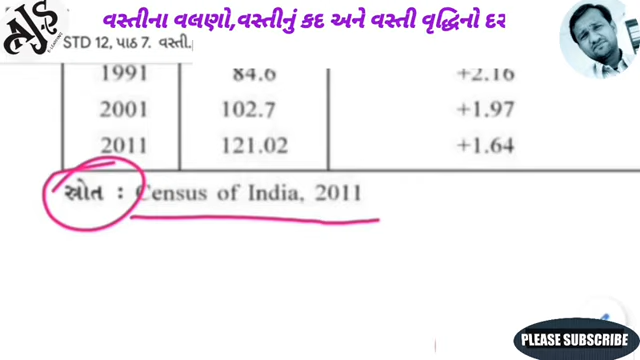 વસ્તીના વલણો,વસ્તીનું કદ અને વસ્તી વૃદ્ધિનો દર
AJS
STD 12, પાઠ 7. વસ્તી.
1991 84.6 +2.16
2001 102.7 +1.97
2011 121.02 +1.64
સ્રોત : Census of India, 2011
PLEASE SUBSCRIBE